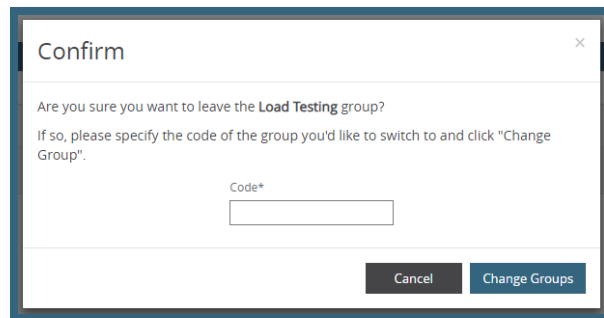 Confirm
×
Are you sure you want to leave the Load Testing group?
If so, please specify the code of the group you'd like to switch to and click "Change
Group".
Code*
Cancel Change Groups